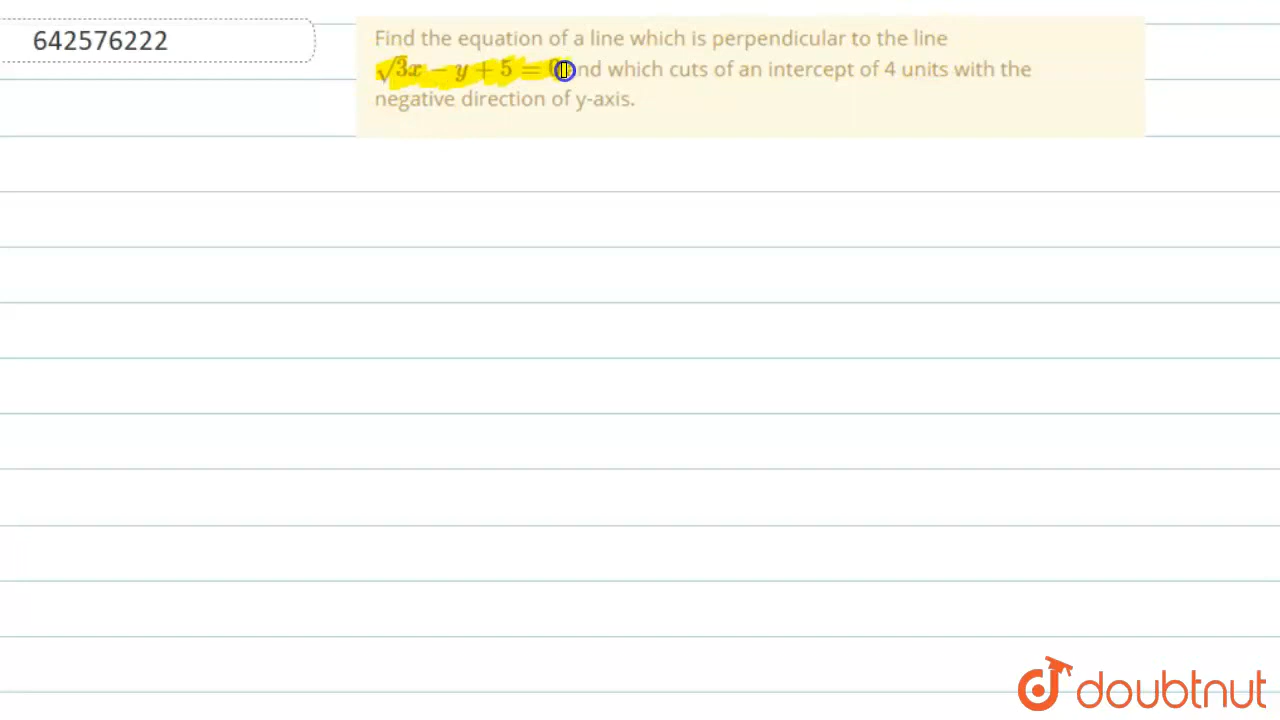 642576222
Find the equation of a line which is perpendicular to the line
√3x − y + 5 = 0 and which cuts of an intercept of 4 units with the
negative direction of y-axis.
doubtnut